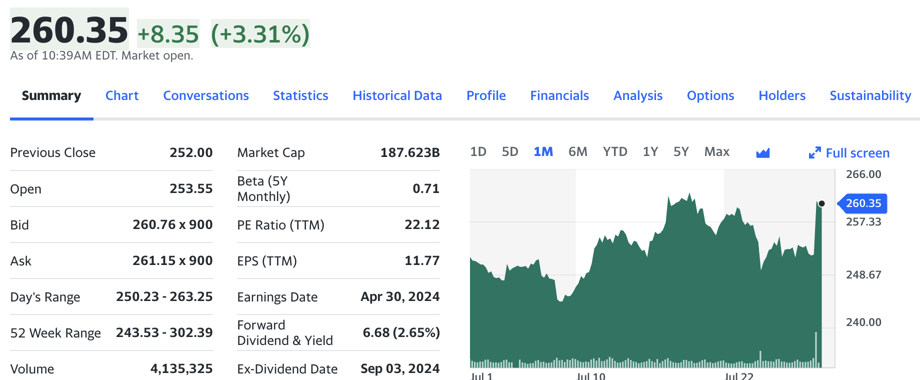 260.35 +8.35 (+3.31%)
As of 10:39AM EDT. Market open.
Summary Chart Conversations Statistics Historical Data Profile Financials Analysis Options Holders Sustainability
Previous Close 252.00
Open 253.55
Bid 260.76 x 900
Ask 261.15 x 900
Day's Range 250.23 - 263.25
52 Week Range 243.53 - 302.39
Volume 4,135,325
Market Cap 187.623B
Beta (5Y
Monthly) 0.71
PE Ratio (TTM) 22.12
EPS (TTM) 11.77
Earnings Date Apr 30, 2024
Forward
Dividend & Yield 6.68 (2.65%)
Ex-Dividend Date Sep 03, 2024
1D 5D 1M 6M YTD 1Y 5Y Max Full screen
266.00
260.35
257.33
248.67
240.00
Jul 1 Jul 10 Jul 22